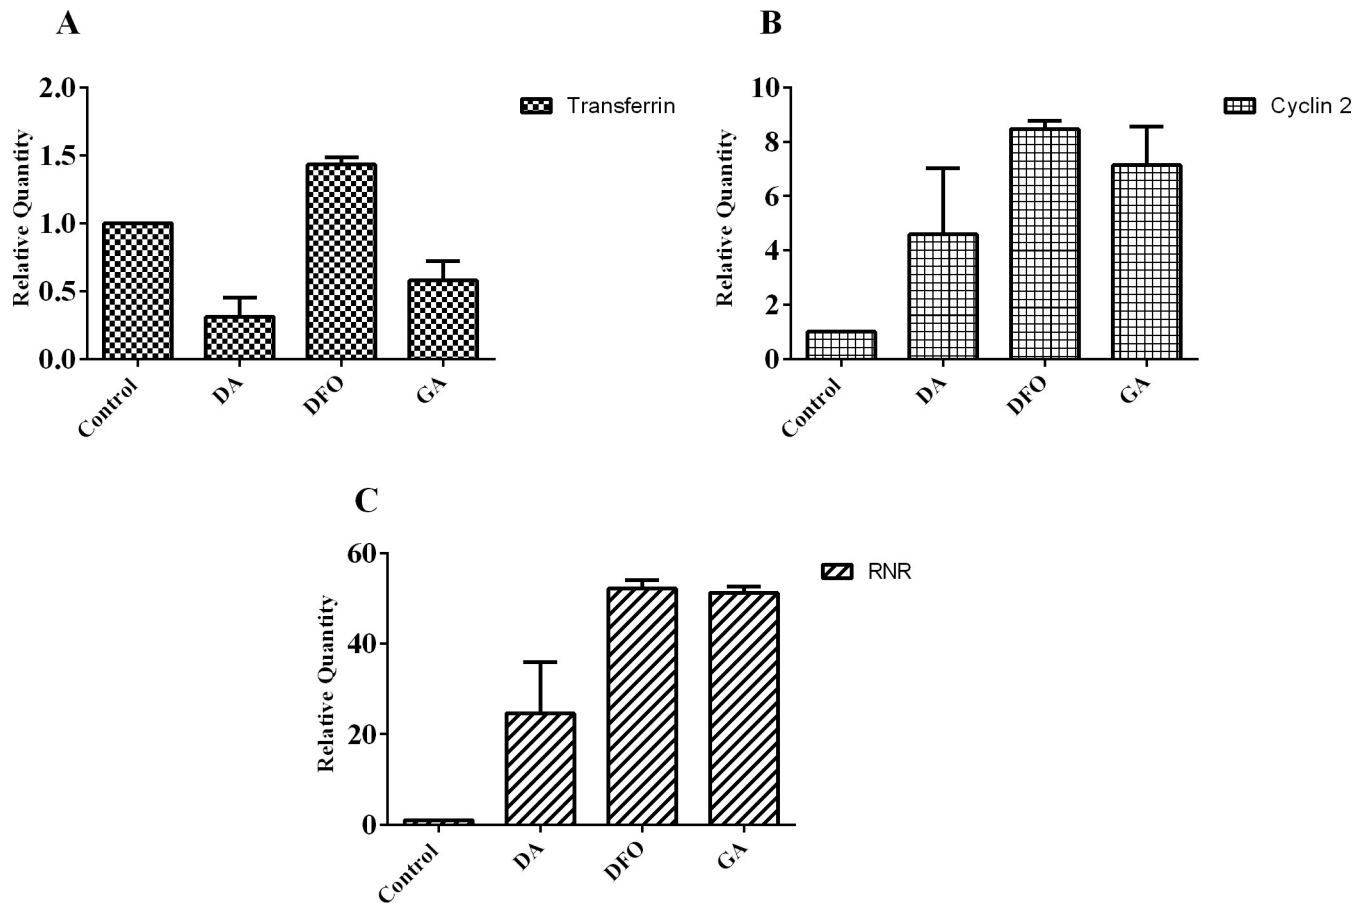 A
Relative Quantity
2.0
1.5
1.0
0.5
0.0
Control
DA
DFO
GA
Transferrin
B
Relative Quantity
10
8
6
4
2
0
Control
DA
DFO
GA
Cyclin 2
C
Relative Quantity
60
40
20
0
Control
DA
DFO
GA
RNR